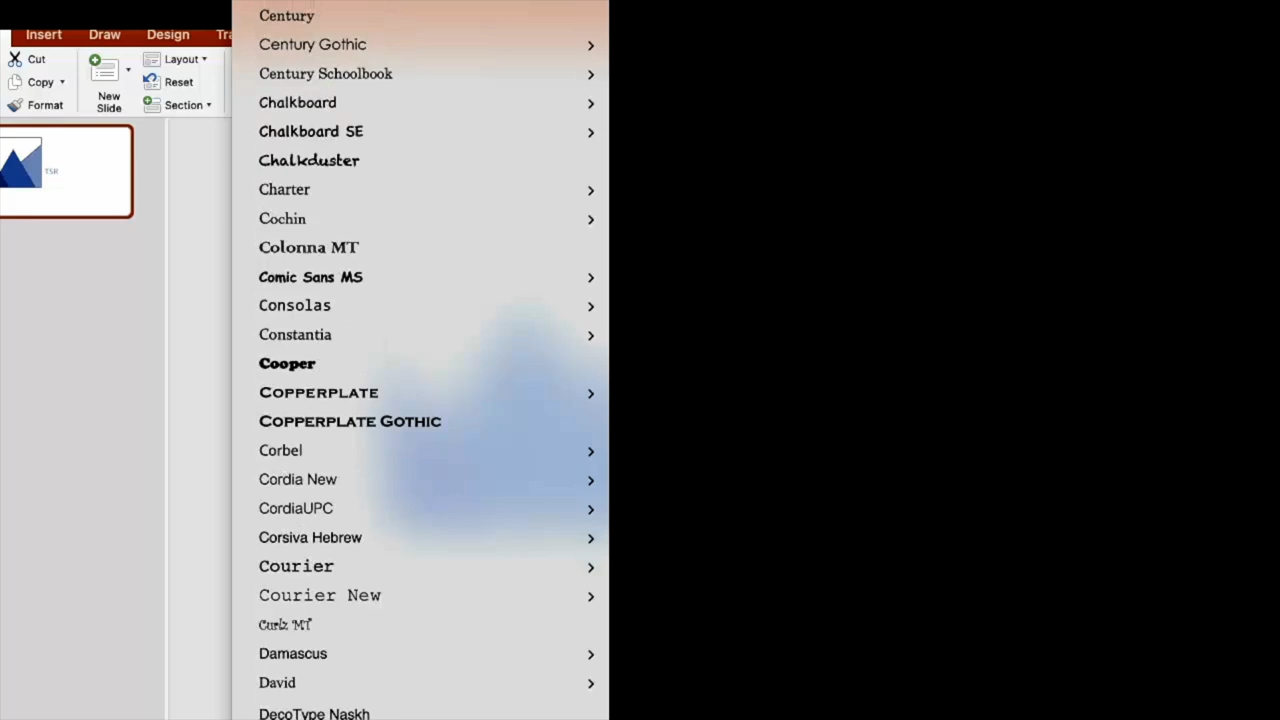 Insert Draw Design Tra
Cut
Copy
Format
New
Slide
Layout
Reset
Section
TSR
Century
Century Gothic
Century Schoolbook
Chalkboard
Chalkboard SE
Chalkduster
Charter
Cochin
Colonna MT
Comic Sans MS
Consolas
Constantia
Cooper
Copperplate
Copperplate Gothic
Corbel
Cordia New
CordiaUPC
Corsiva Hebrew
Courier
Courier New
Curlz MT
Damascus
David
DecoType Naskh